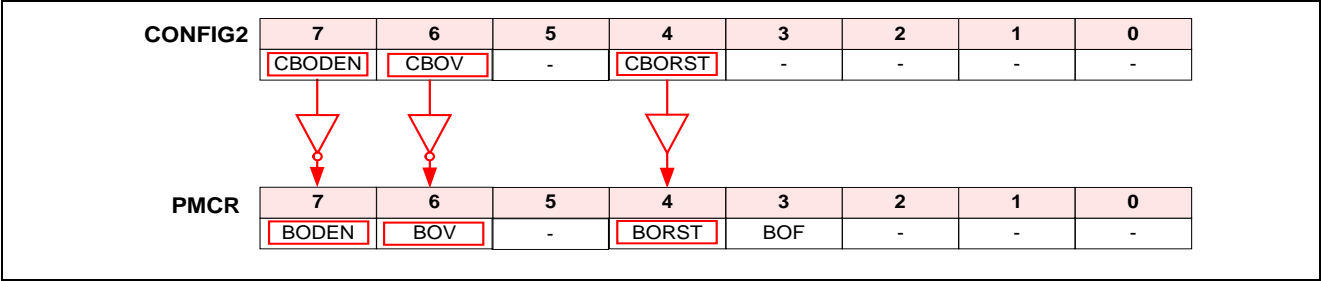 CONFIG2 7 6 5 4 3 2 1 0
CBODEN CBOV - CBORST - - - -
PMCR 7 6 5 4 3 2 1 0
BODEN BOV - BORST BOF - - -